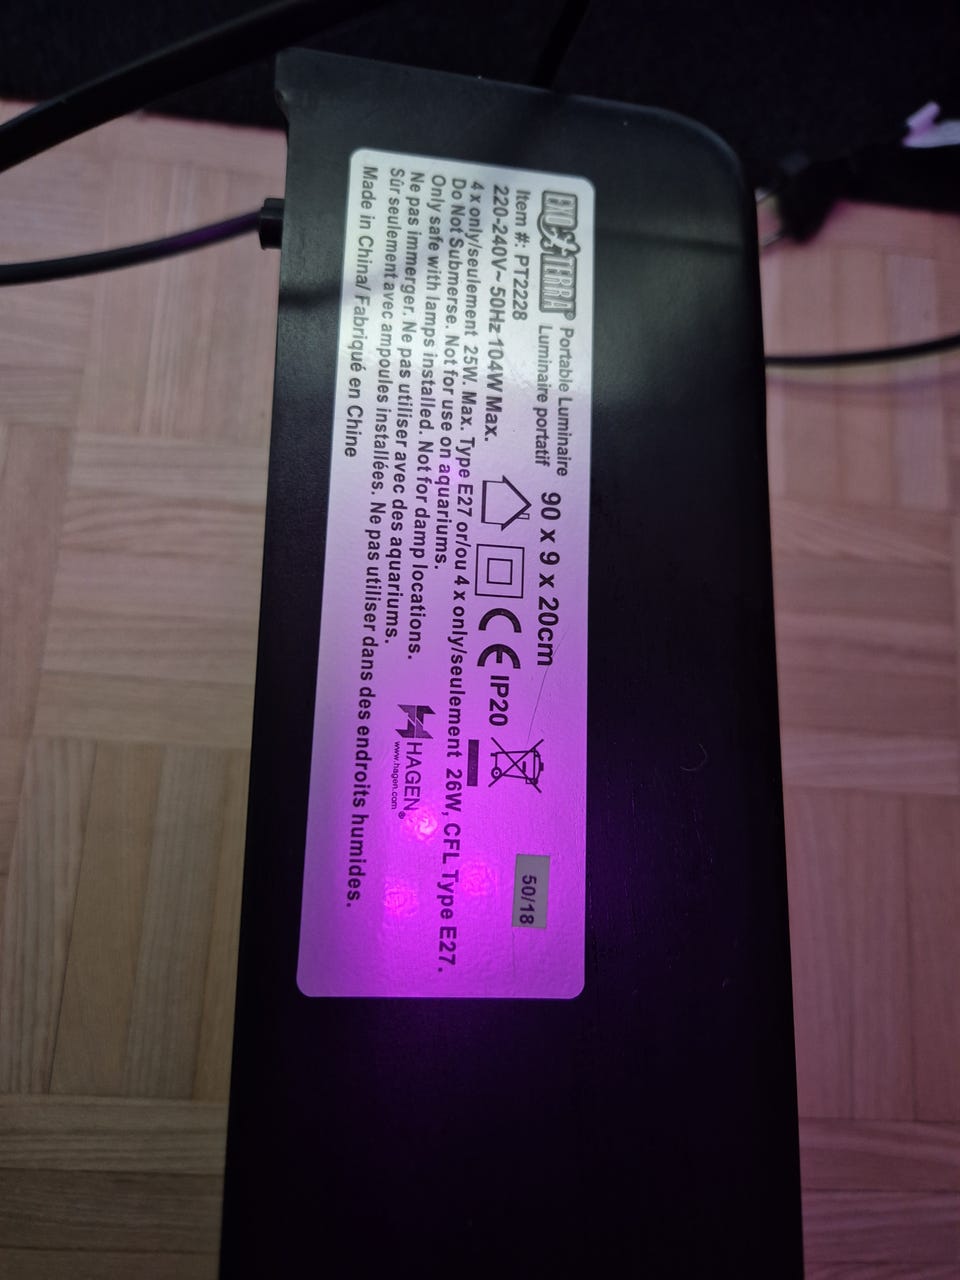 EXO TERRA® Portable Luminaire
Luminaire portatif
90 x 9 x 20cm
50/18
Item #: PT2228
220-240V~ 50Hz 104W Max.
CE IP20
4 x only/seulement 25W. Max. Type E27 or/ou 4 x only/seulement 26W, CFL Type E27.
Do Not Submerse. Not for use on aquariums.
Only safe with lamps installed. Not for damp locations.
Ne pas immerger. Ne pas utiliser avec des aquariums.
Sûr seulement avec ampoules installées. Ne pas utiliser dans des endroits humides.
Made in China/ Fabriqué en Chine
HAGEN®
www.hagen.com